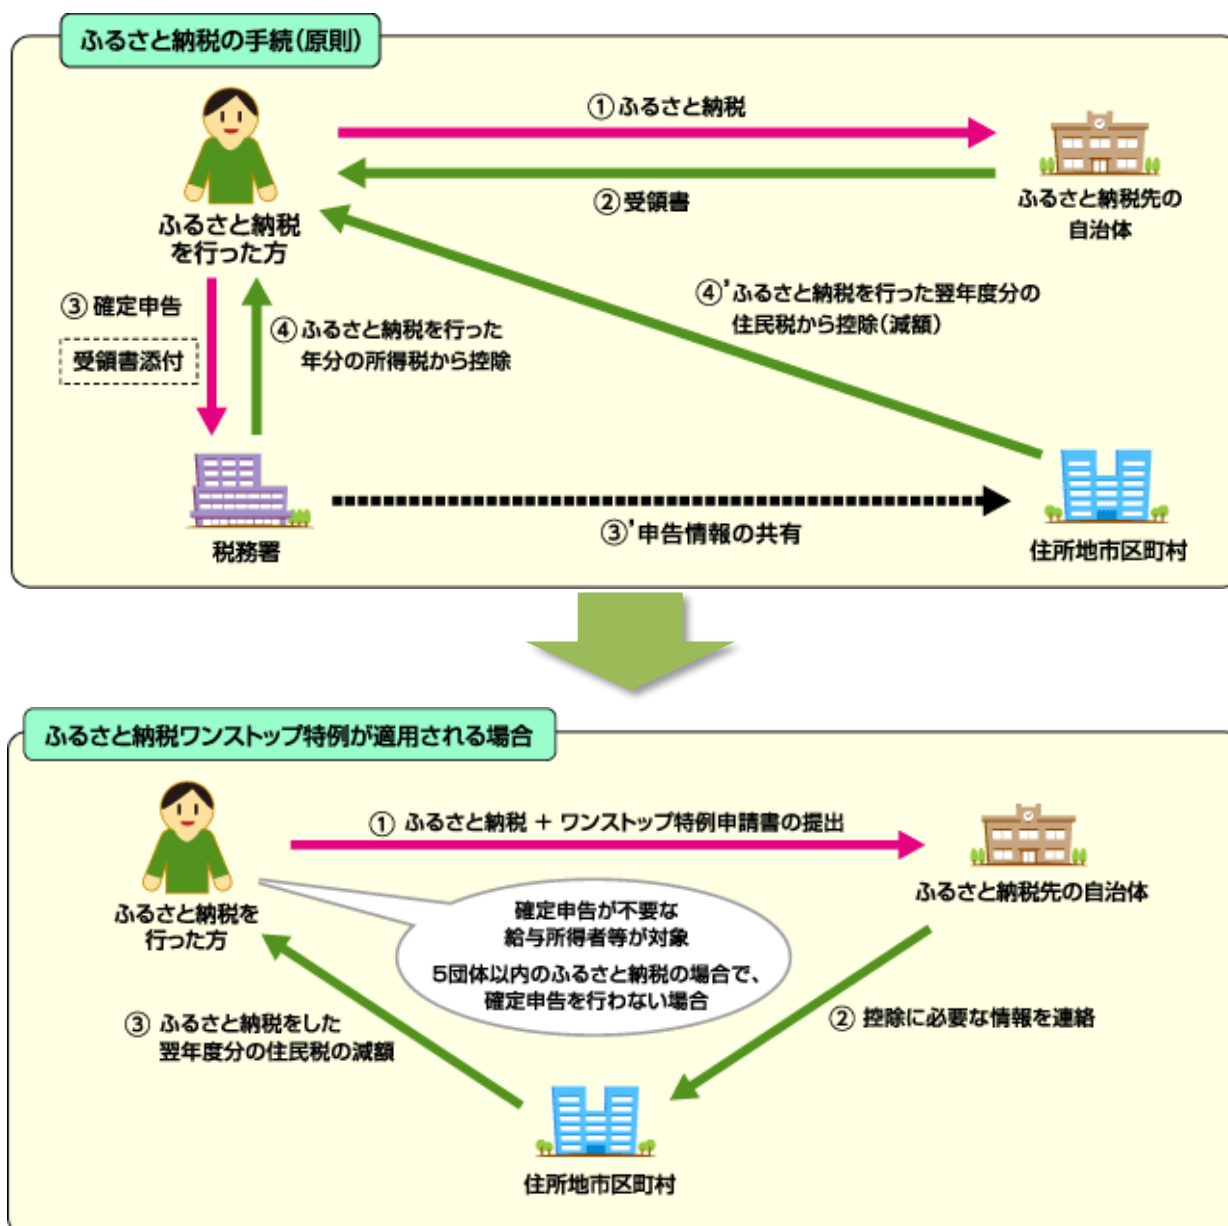 ふるさと納税の手続(原則)
①ふるさと納税
②受領書
ふるさと納税先の
自治体
ふるさと納税
を行った方
③確定申告
受領書添付
④ふるさと納税を行った
年分の所得税から控除
④'ふるさと納税を行った翌年度分の
住民税から控除(減額)
税務署
③'申告情報の共有
住所地市区町村
ふるさと納税ワンストップ特例が適用される場合
① ふるさと納税 + ワンストップ特例申請書の提出
ふるさと納税先の自治体
ふるさと納税を
行った方
確定申告が不要な
給与所得者等が対象
5団体以内のふるさと納税の場合で、
確定申告を行わない場合
② 控除に必要な情報を連絡
③ ふるさと納税をした
翌年度分の住民税の減額
住所地市区町村